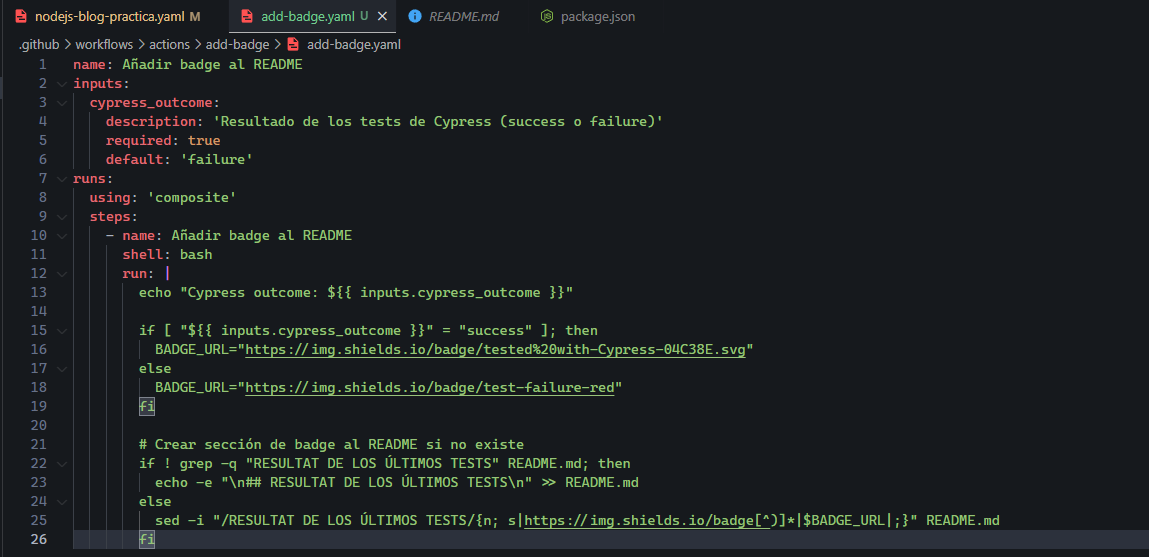 nodejs-blog-practica.yaml M add-badge.yaml U README.md package.json
.github > workflows > actions > add-badge > add-badge.yaml
1 name: Añadir badge al README
2 inputs:
3   cypress_outcome:
4     description: 'Resultado de los tests de Cypress (success o failure)'
5     required: true
6     default: 'failure'
7 runs:
8   using: 'composite'
9   steps:
10     - name: Añadir badge al README
11       shell: bash
12       run: |
13         echo "Cypress outcome: ${{ inputs.cypress_outcome }}"
14
15         if [ "${{ inputs.cypress_outcome }}" = "success" ]; then
16           BADGE_URL="https://img.shields.io/badge/tested%20with-Cypress-04C38E.svg"
17         else
18           BADGE_URL="https://img.shields.io/badge/test-failure-red"
19         fi
20
21         # Crear sección de badge al README si no existe
22         if ! grep -q "RESULTAT DE LOS ÚLTIMOS TESTS" README.md; then
23           echo -e "\n## RESULTAT DE LOS ÚLTIMOS TESTS\n" >> README.md
24         else
25           sed -i "/RESULTAT DE LOS ÚLTIMOS TESTS/{n; s|https://img.shields.io/badge[^)]*|$BADGE_URL|;}" README.md
26         fi